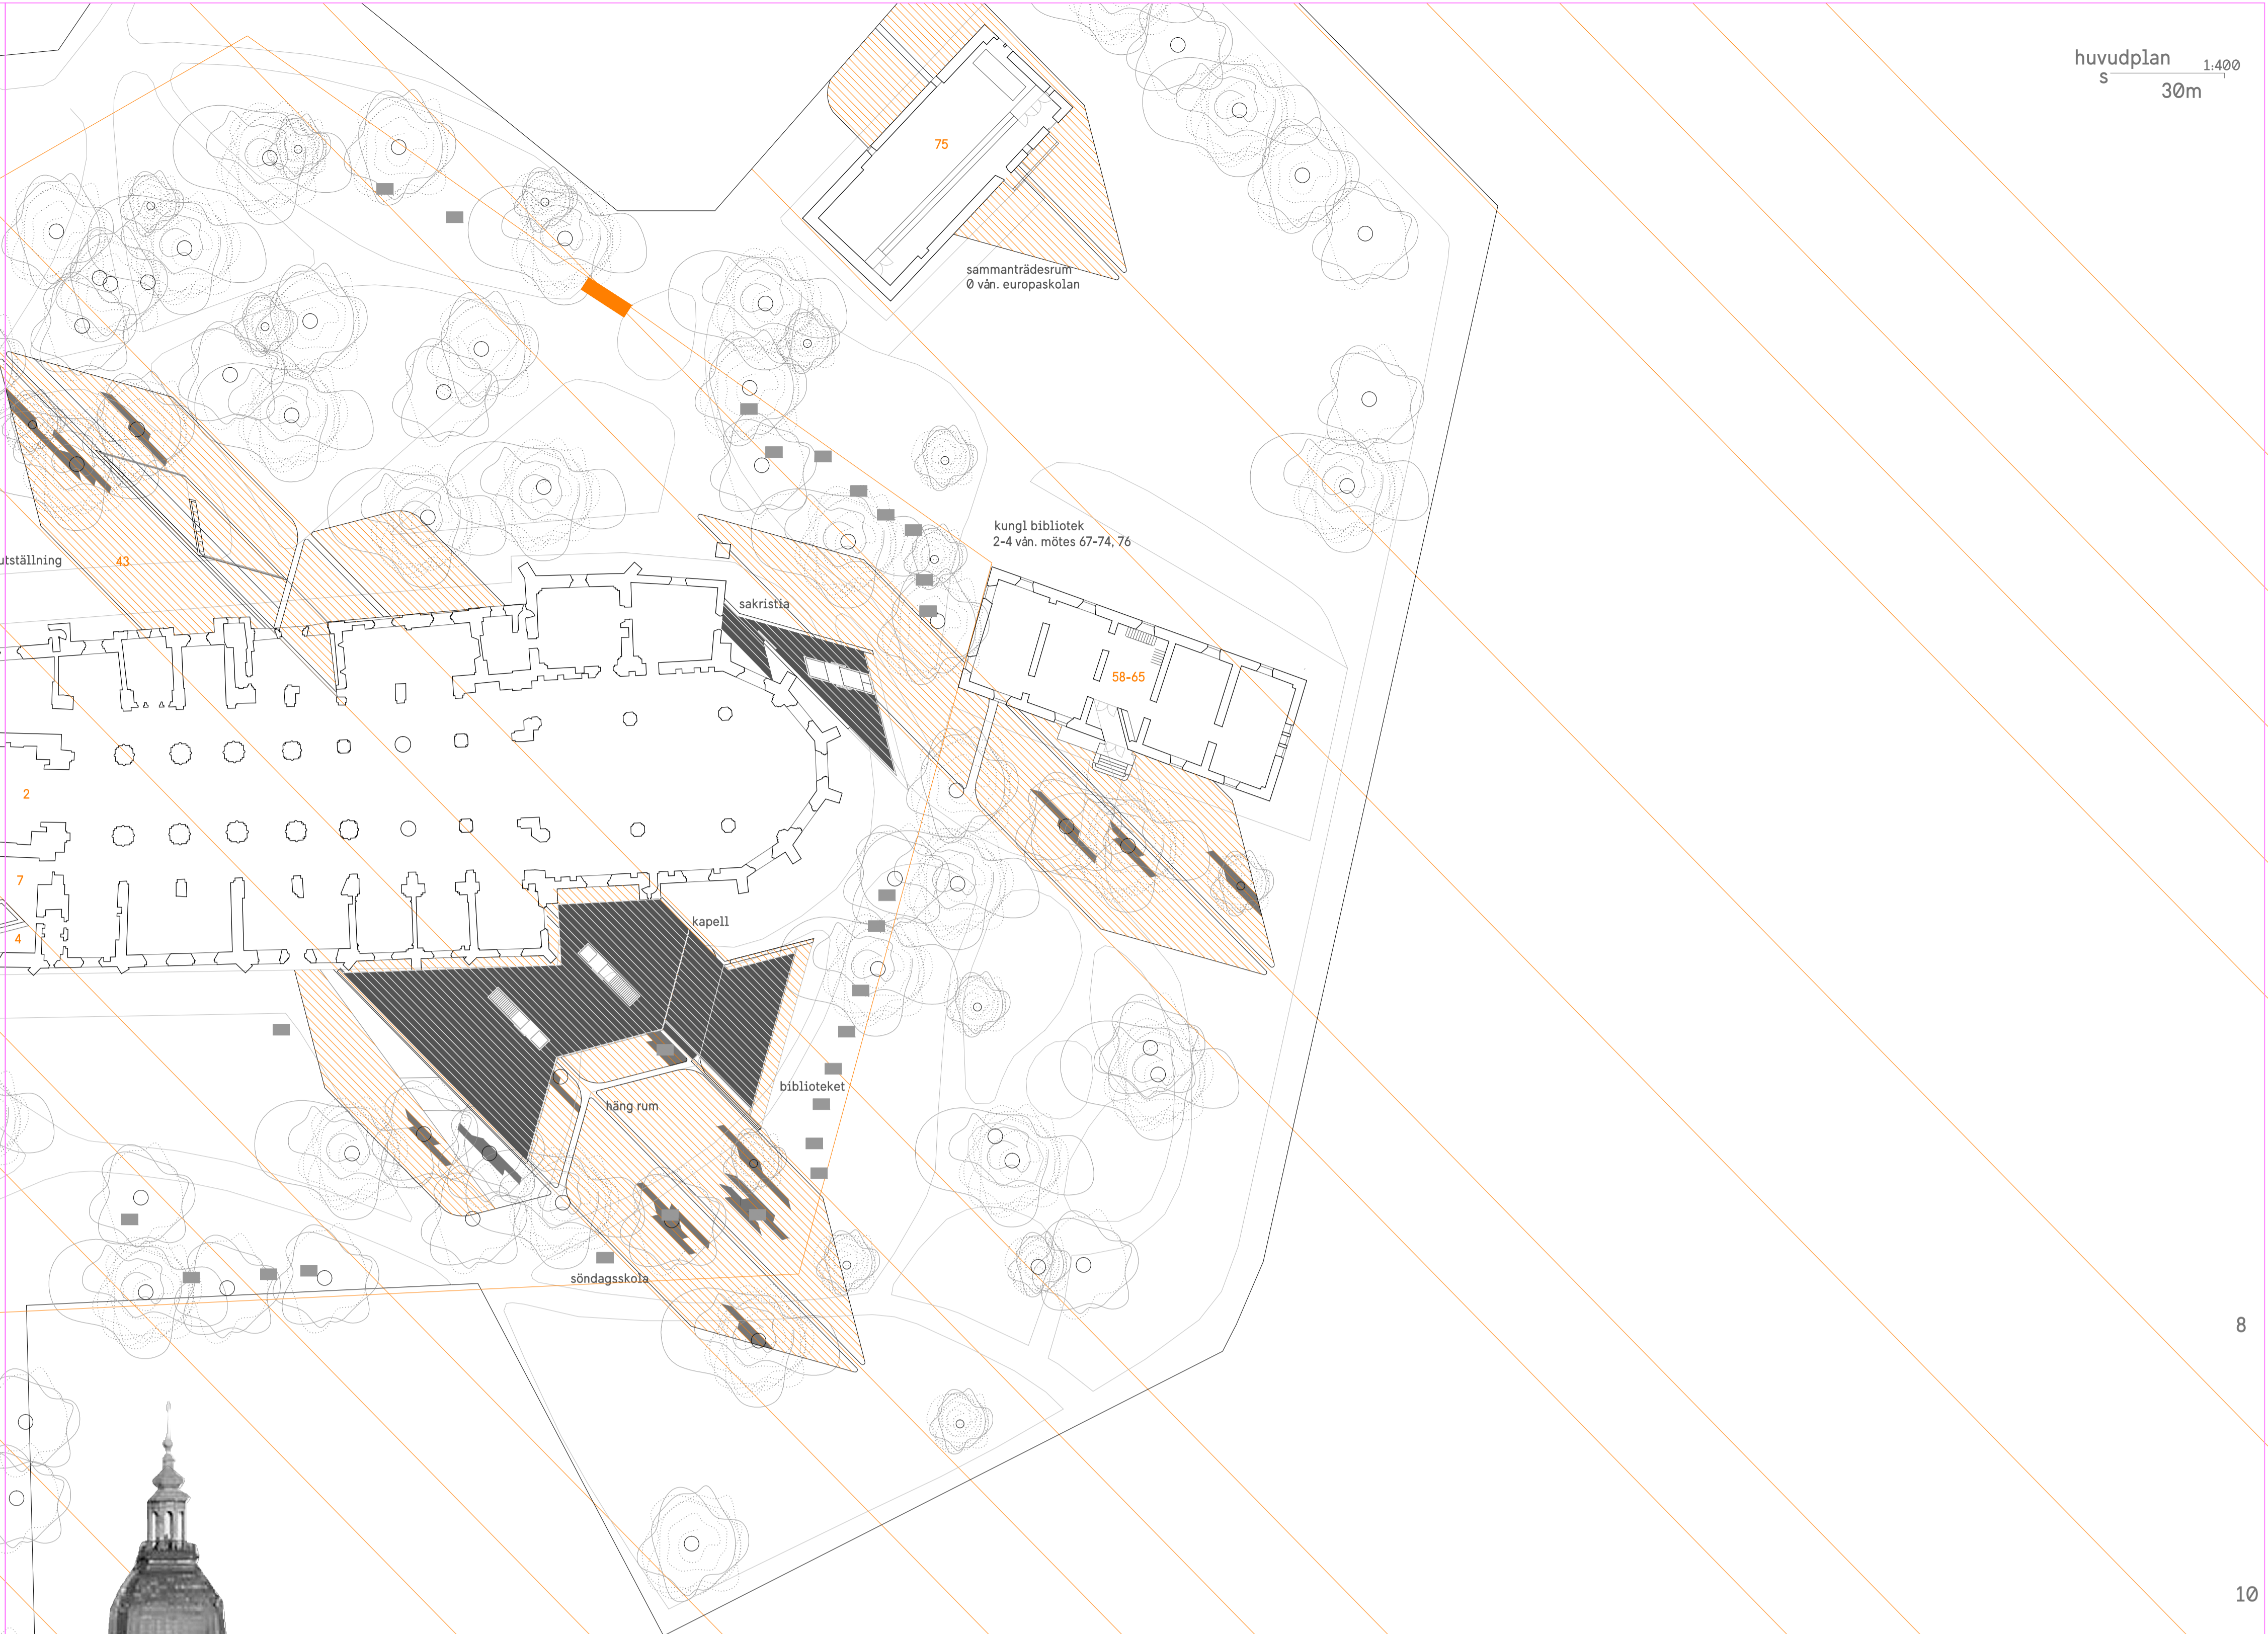 huvudplan
1:400
s
30m
75
sammanträdesrum
0 vån. europaskolan
kungl bibliotek
2-4 vån. mötes 67-74, 76
utställning
43
sakristia
58-65
2
7
4
kapell
biblioteket
häng rum
söndagsskola
8
10